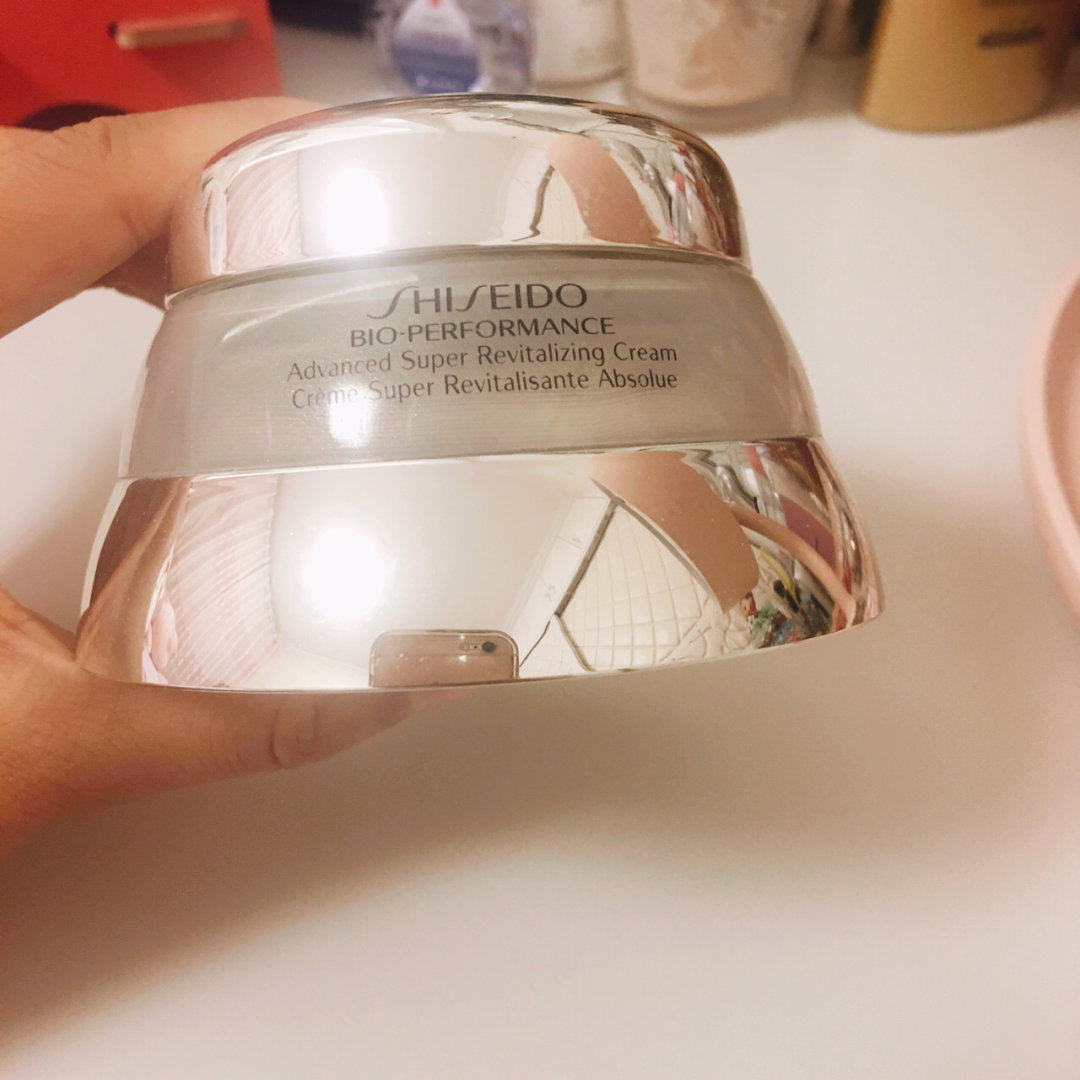 SHISEIDO
BIO-PERFORMANCE
Advanced Super Revitalizing Cream
Crème Super Revitalisante Absolue